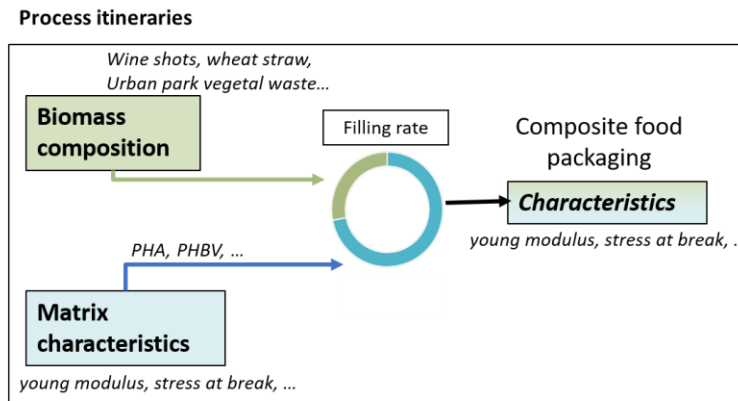 Process itineraries
Wine shots, wheat straw,
Urban park vegetal waste…
Biomass
composition
Filling rate
Composite food
packaging
Characteristics
young modulus, stress at break, .
PHA, PHBV, …
Matrix
characteristics
young modulus, stress at break, …